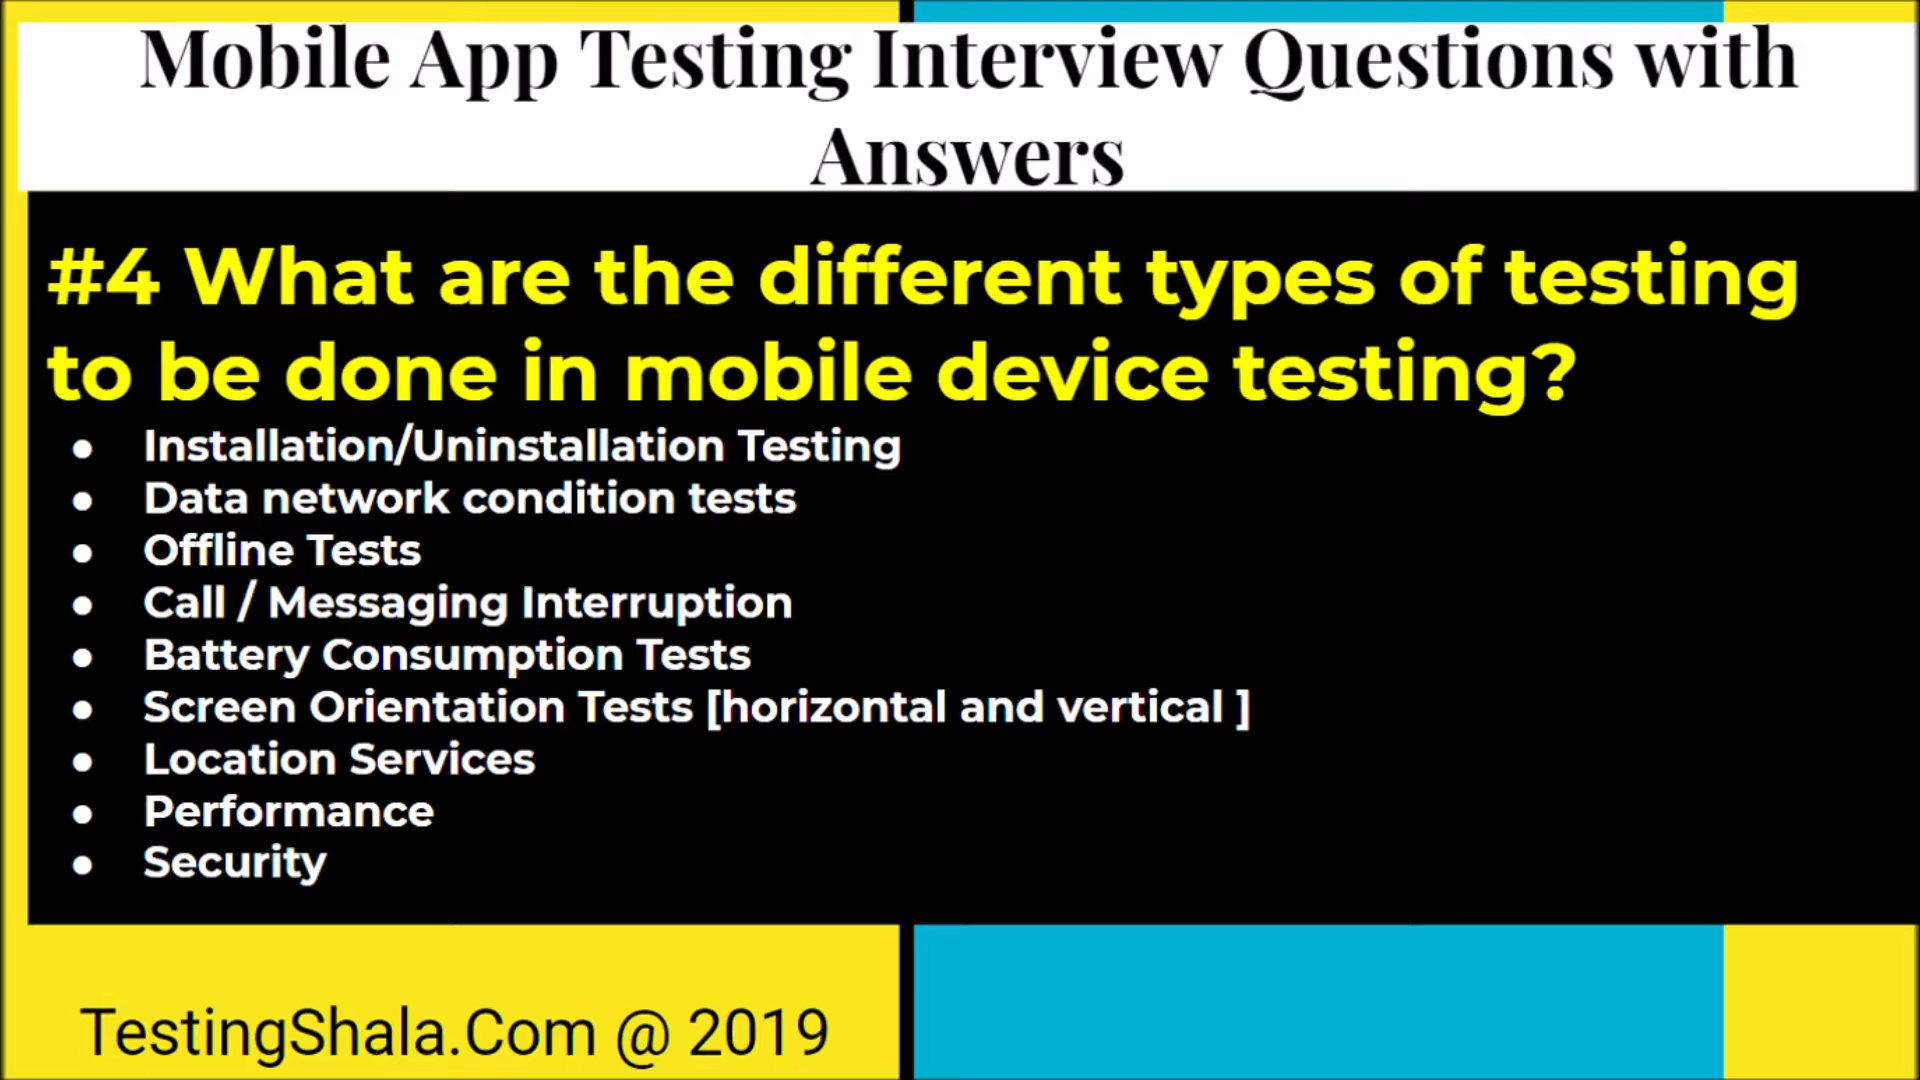 Mobile App Testing Interview Questions with
Answers
#4 What are the different types of testing
to be done in mobile device testing?
● Installation/Uninstallation Testing
● Data network condition tests
● Offline Tests
● Call / Messaging Interruption
● Battery Consumption Tests
● Screen Orientation Tests [horizontal and vertical ]
● Location Services
● Performance
● Security
TestingShala.Com @ 2019